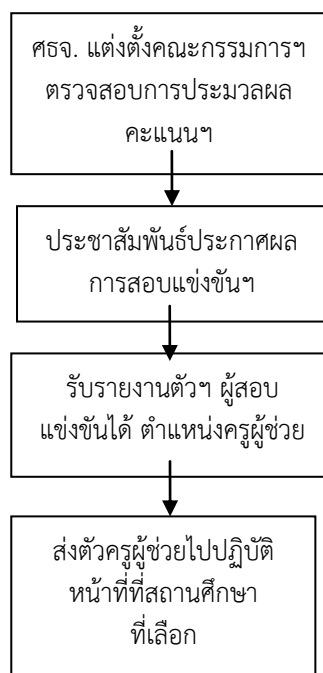 ศธจ. แต่งตั้งคณะกรรมการฯ
ตรวจสอบการประมวลผล
คะแนนฯ
ประชาสัมพันธ์ประกาศผล
การสอบแข่งขันฯ
รับรายงานตัวฯ ผู้สอบ
แข่งขันได้ ตำแหน่งครูผู้ช่วย
ส่งตัวครูผู้ช่วยไปปฏิบัติ
หน้าที่ที่สถานศึกษา
ที่เลือก